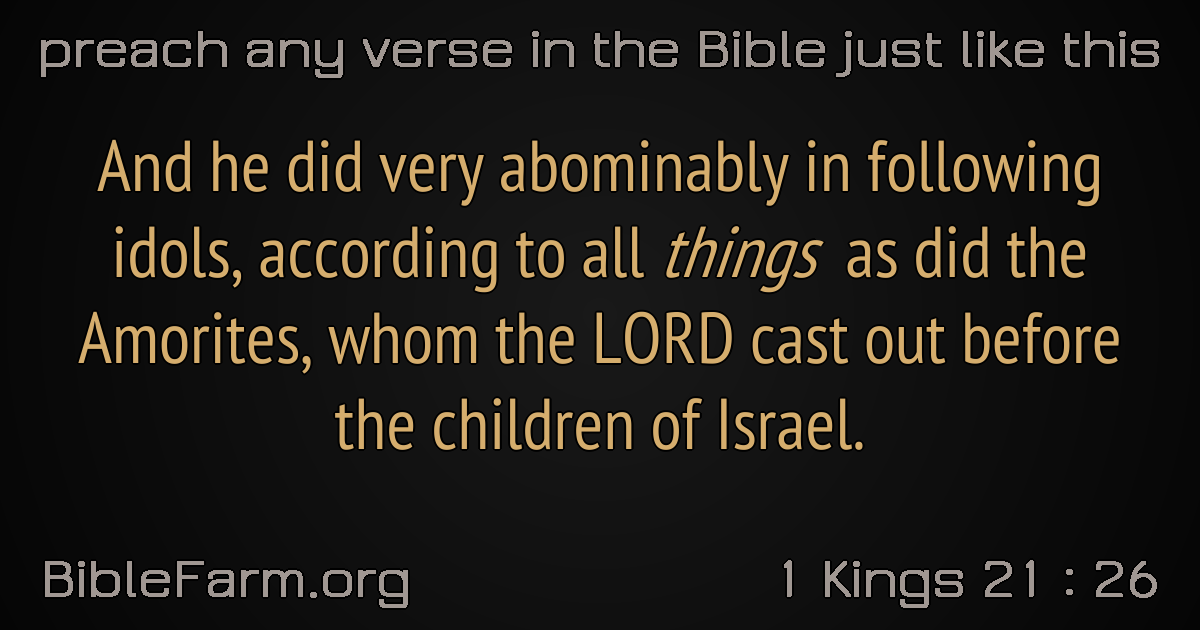 preach any verse in the Bible just like this
And he did very abominably in following
idols, according to all things as did the
Amorites, whom the LORD cast out before
the children of Israel.
BibleFarm.org
1 Kings 21 : 26